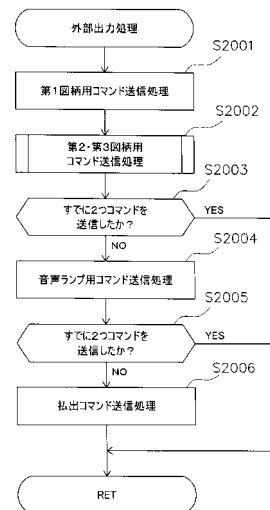 外部出力処理
S2001
第1図柄用コマンド送信処理
S2002
第2・第3図柄用
コマンド送信処理
S2003
すでに2つコマンドを
送信したか?
YES
NO
S2004
音声ランプ用コマンド送信処理
S2005
すでに2つコマンドを
送信したか?
YES
NO
S2006
払出コマンド送信処理
RET